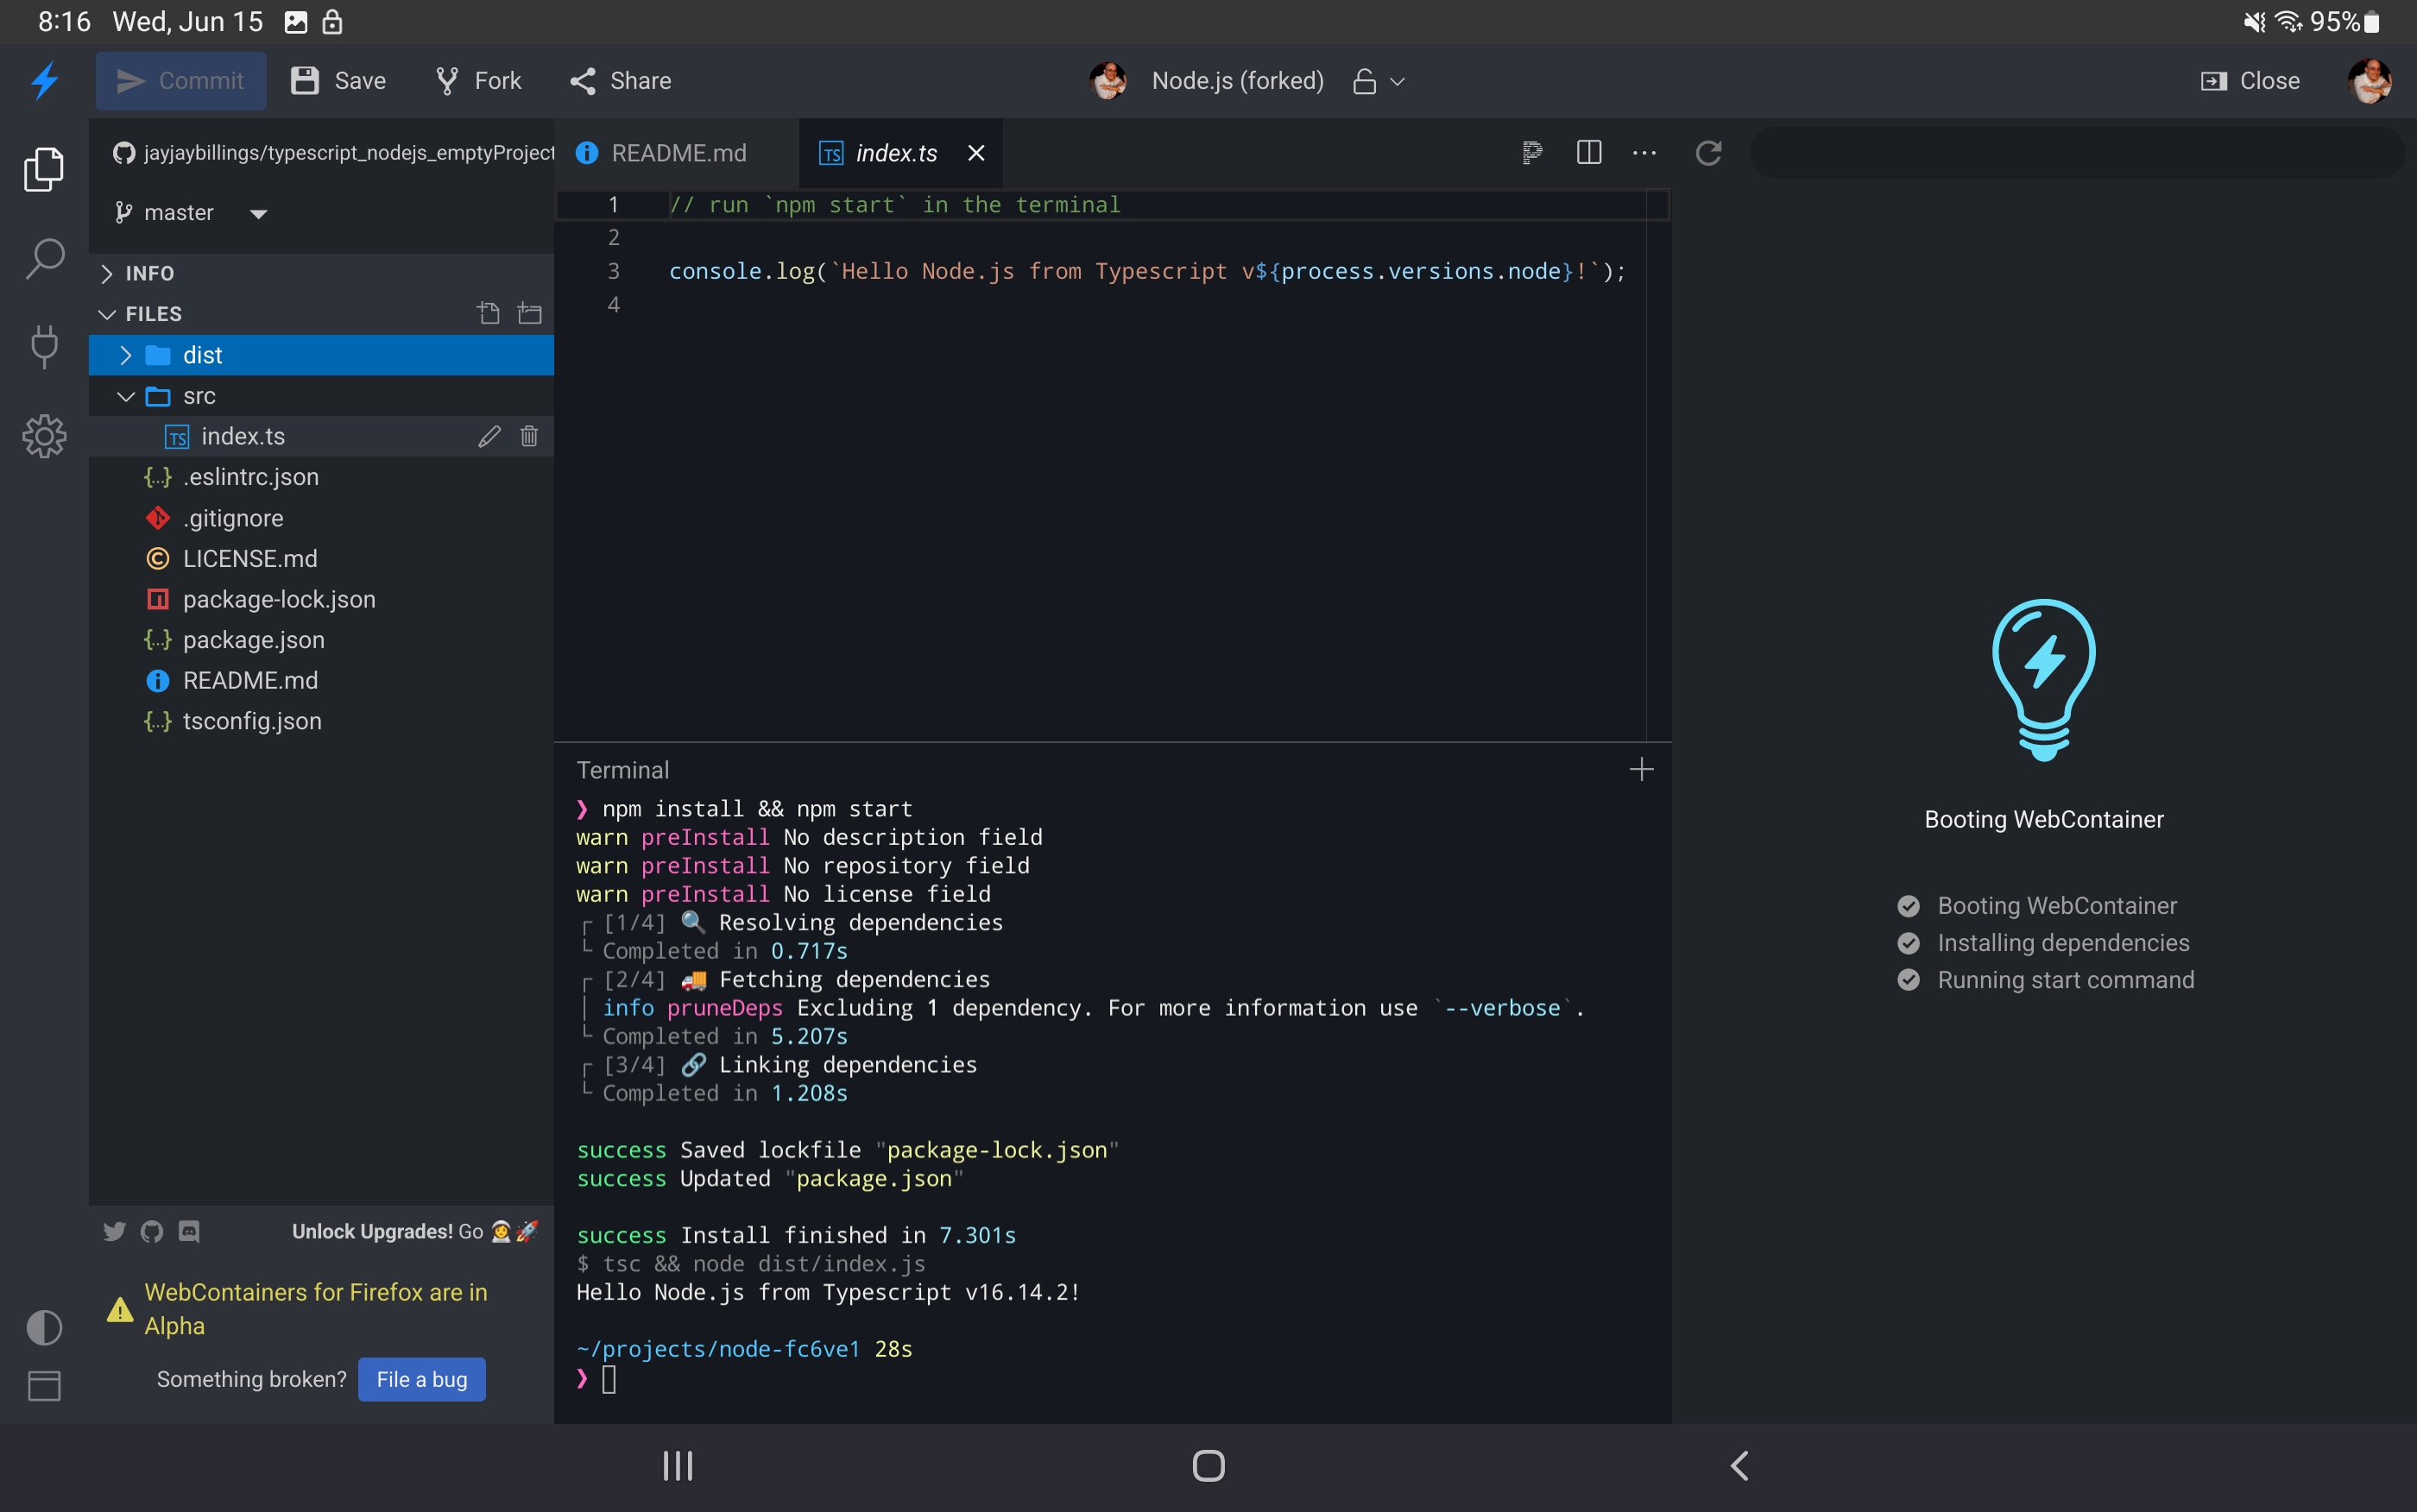 8:16 Wed, Jun 15
95%
Commit Save Fork Share
Node.js (forked)
Close
jayjaybillings/typescript_nodejs_emptyProject
master
INFO
FILES
dist
src
TS index.ts
{..} .eslintrc.json
.gitignore
LICENSE.md
package-lock.json
{..} package.json
README.md
{..} tsconfig.json
Unlock Upgrades! Go 👩‍🚀🚀
WebContainers for Firefox are in
Alpha
Something broken? File a bug
README.md TS index.ts
1 // run `npm start` in the terminal
2
3 console.log(`Hello Node.js from Typescript v${process.versions.node}!`);
4
Terminal
❯ npm install && npm start
warn preInstall No description field
warn preInstall No repository field
warn preInstall No license field
┌ [1/4] 🔍 Resolving dependencies
└ Completed in 0.717s
┌ [2/4] 🚚 Fetching dependencies
│ info pruneDeps Excluding 1 dependency. For more information use `--verbose`.
└ Completed in 5.207s
┌ [3/4] 🔗 Linking dependencies
└ Completed in 1.208s
success Saved lockfile "package-lock.json"
success Updated "package.json"
success Install finished in 7.301s
$ tsc && node dist/index.js
Hello Node.js from Typescript v16.14.2!
~/projects/node-fc6ve1 28s
❯
Booting WebContainer
Booting WebContainer
Installing dependencies
Running start command